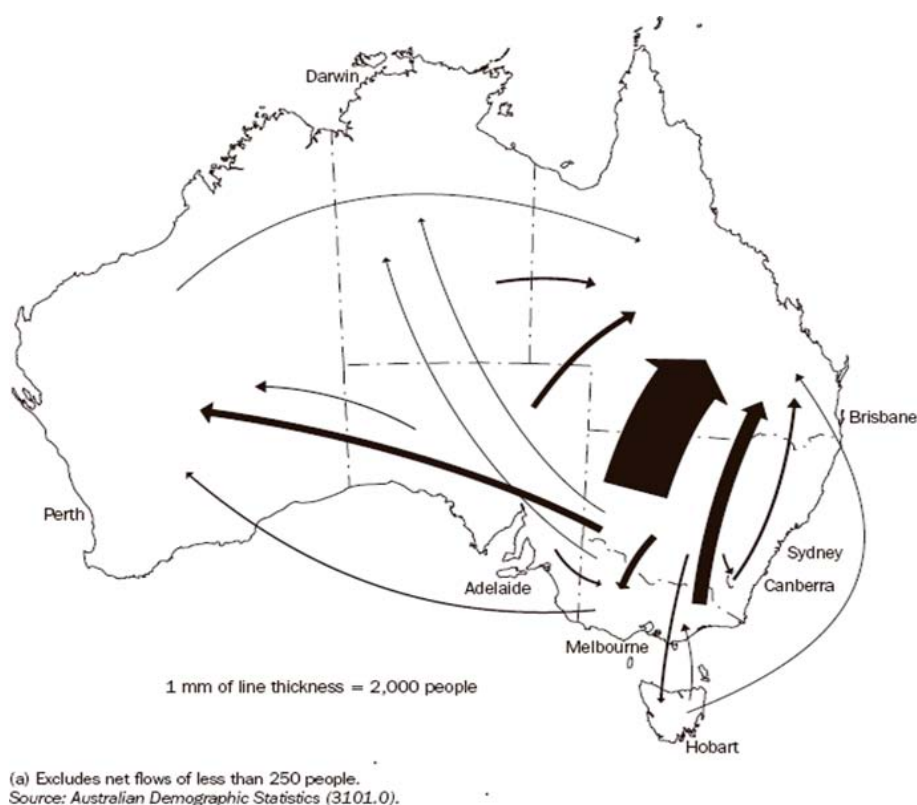 Darwin
Brisbane
Perth
Sydney
Adelaide
Canberra
Melbourne
1 mm of line thickness = 2,000 people
Hobart
(a) Excludes net flows of less than 250 people.
Source: Australian Demographic Statistics (3101.0).